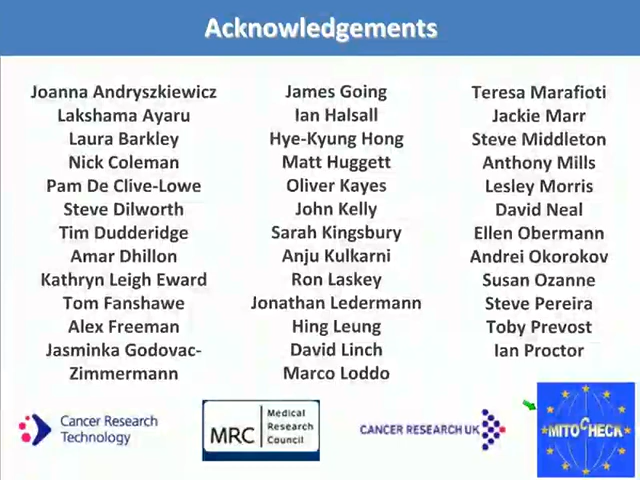 Acknowledgements
Joanna Andryszkiewicz
Lakshama Ayaru
Laura Barkley
Nick Coleman
Pam De Clive-Lowe
Steve Dilworth
Tim Dudderidge
Amar Dhillon
Kathryn Leigh Eward
Tom Fanshawe
Alex Freeman
Jasminka Godovac-
Zimmermann
James Going
Ian Halsall
Hye-Kyung Hong
Matt Huggett
Oliver Kayes
John Kelly
Sarah Kingsbury
Anju Kulkarni
Ron Laskey
Jonathan Ledermann
Hing Leung
David Linch
Marco Loddo
Teresa Marafioti
Jackie Marr
Steve Middleton
Anthony Mills
Lesley Morris
David Neal
Ellen Obermann
Andrei Okorokov
Susan Ozanne
Steve Pereira
Toby Prevost
Ian Proctor
Cancer Research
Technology
MRC
Medical
Research
Council
CANCER RESEARCH UK
MITOCHECK